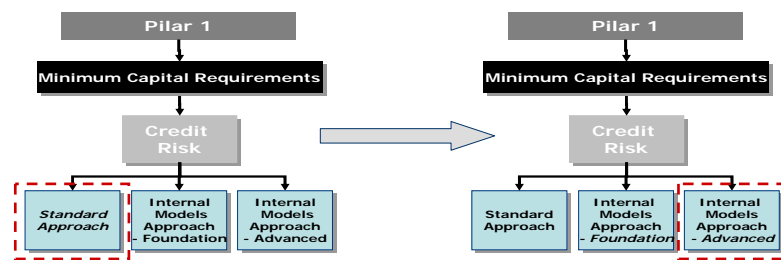 Pilar 1
Minimum Capital Requirements
Credit
Risk
Standard
Approach
Internal
Models
Approach
- Foundation
Internal
Models
Approach
- Advanced
Pilar 1
Minimum Capital Requirements
Credit
Risk
Standard
Approach
Internal
Models
Approach
- Foundation
Internal
Models
Approach
- Advanced